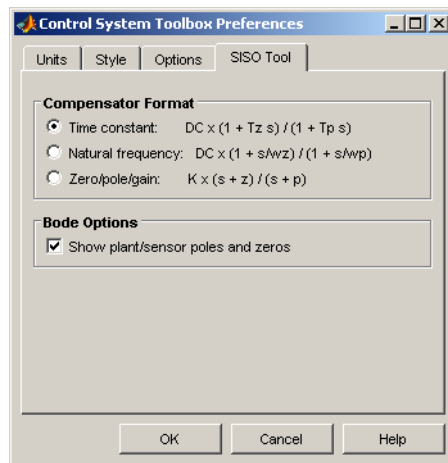 Control System Toolbox Preferences
Units Style Options SISO Tool
Compensator Format
Time constant: DC x (1 + Tz s) / (1 + Tp s)
Natural frequency: DC x (1 + s/wz) / (1 + s/wp)
Zero/pole/gain: K x (s + z) / (s + p)
Bode Options
Show plant/sensor poles and zeros
OK Cancel Help